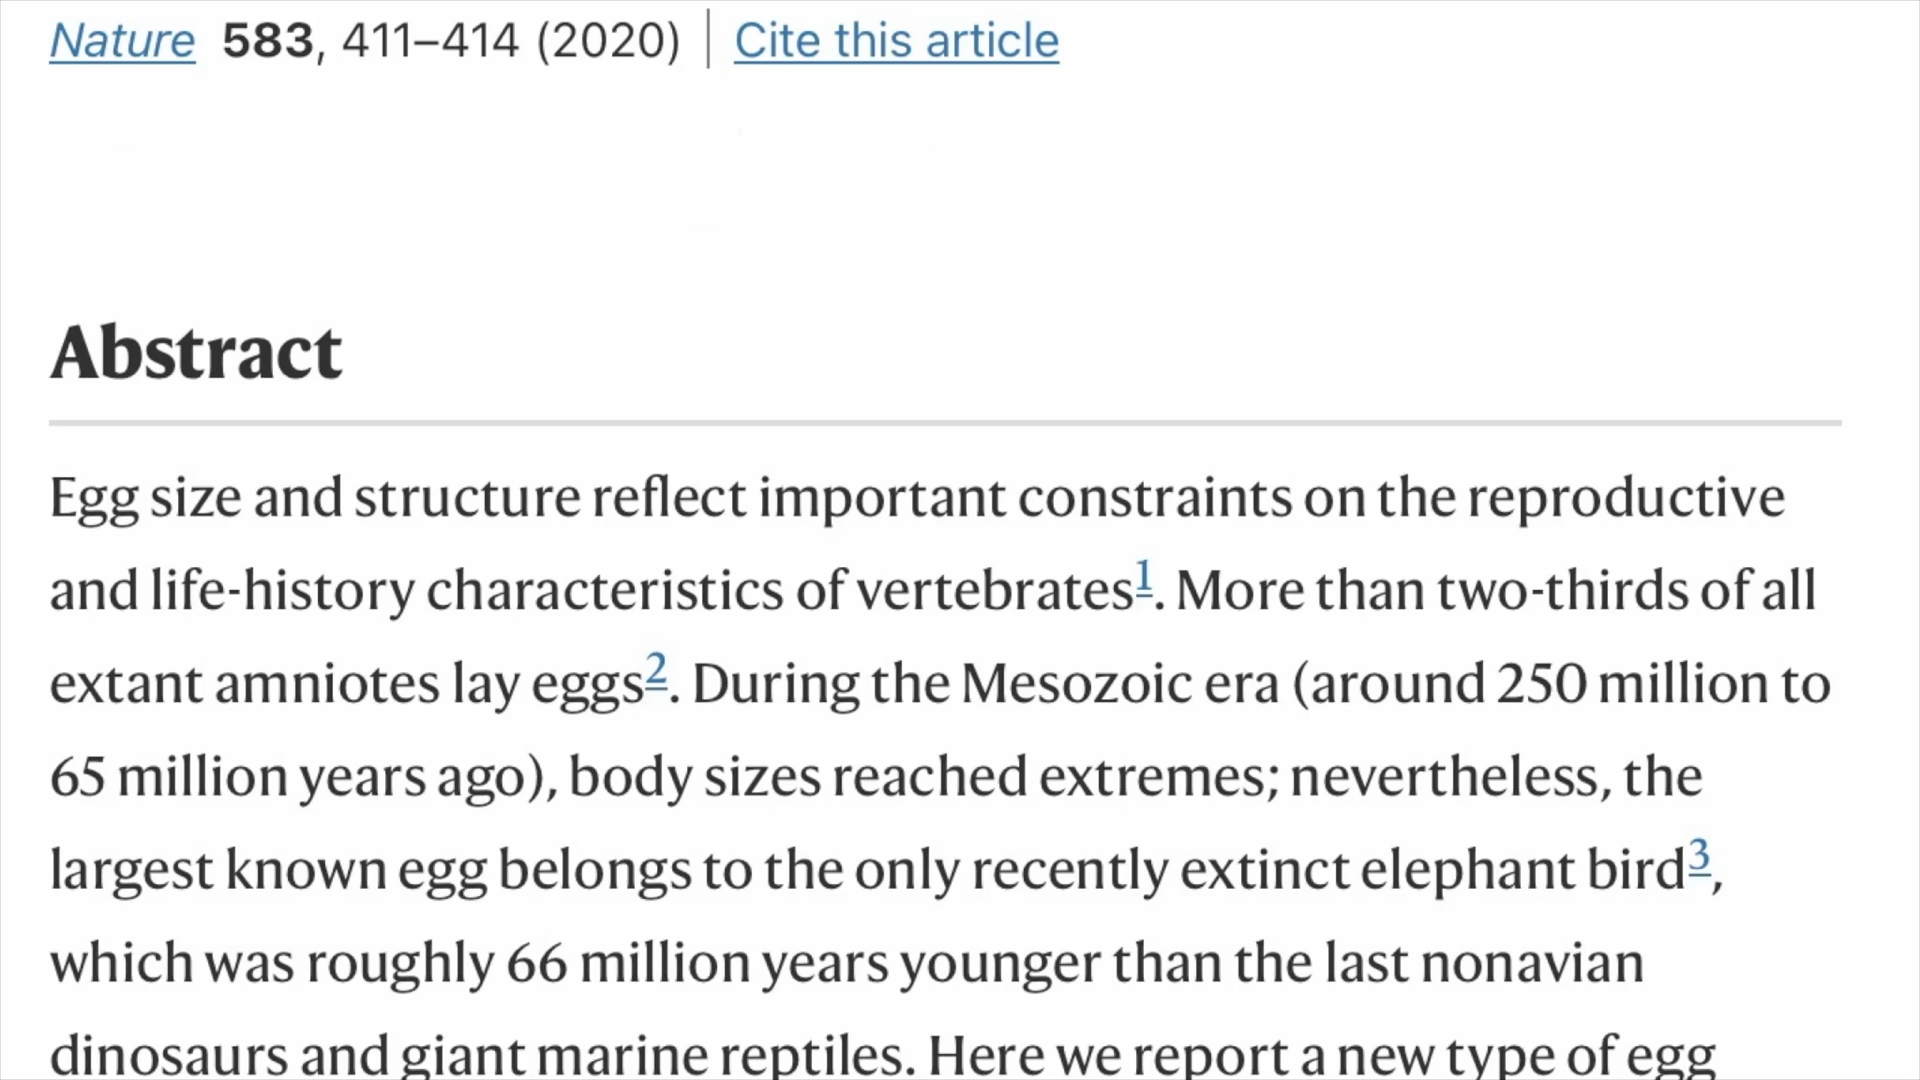 Nature 583, 411–414 (2020) | Cite this article
Abstract
Egg size and structure reflect important constraints on the reproductive
and life-history characteristics of vertebrates1. More than two-thirds of all
extant amniotes lay eggs2. During the Mesozoic era (around 250 million to
65 million years ago), body sizes reached extremes; nevertheless, the
largest known egg belongs to the only recently extinct elephant bird3,
which was roughly 66 million years younger than the last nonavian
dinosaurs and giant marine reptiles. Here we report a new type of egg